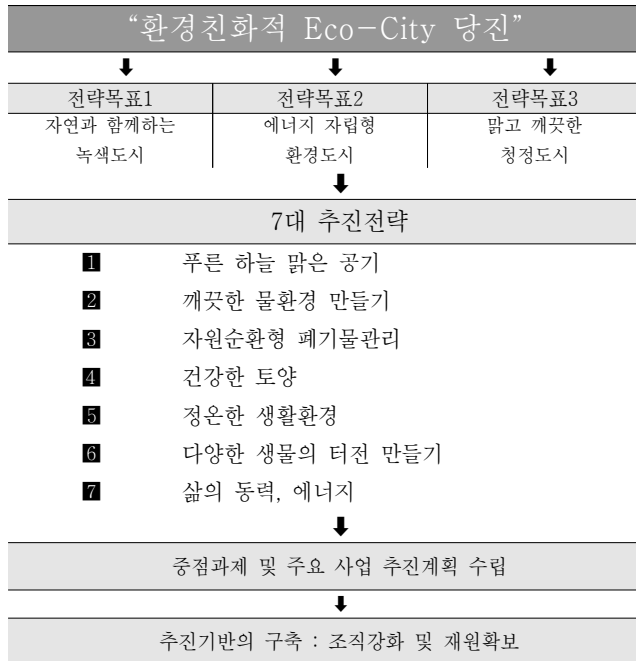 “환경친화적 Eco-City 당진”
전략목표1 전략목표2 전략목표3
자연과 함께하는 에너지 자립형 맑고 깨끗한
녹색도시 환경도시 청정도시
7대 추진전략
1 푸른 하늘 맑은 공기
2 깨끗한 물환경 만들기
3 자원순환형 폐기물관리
4 건강한 토양
5 정온한 생활환경
6 다양한 생물의 터전 만들기
7 삶의 동력, 에너지
중점과제 및 주요 사업 추진계획 수립
추진기반의 구축 : 조직강화 및 재원확보